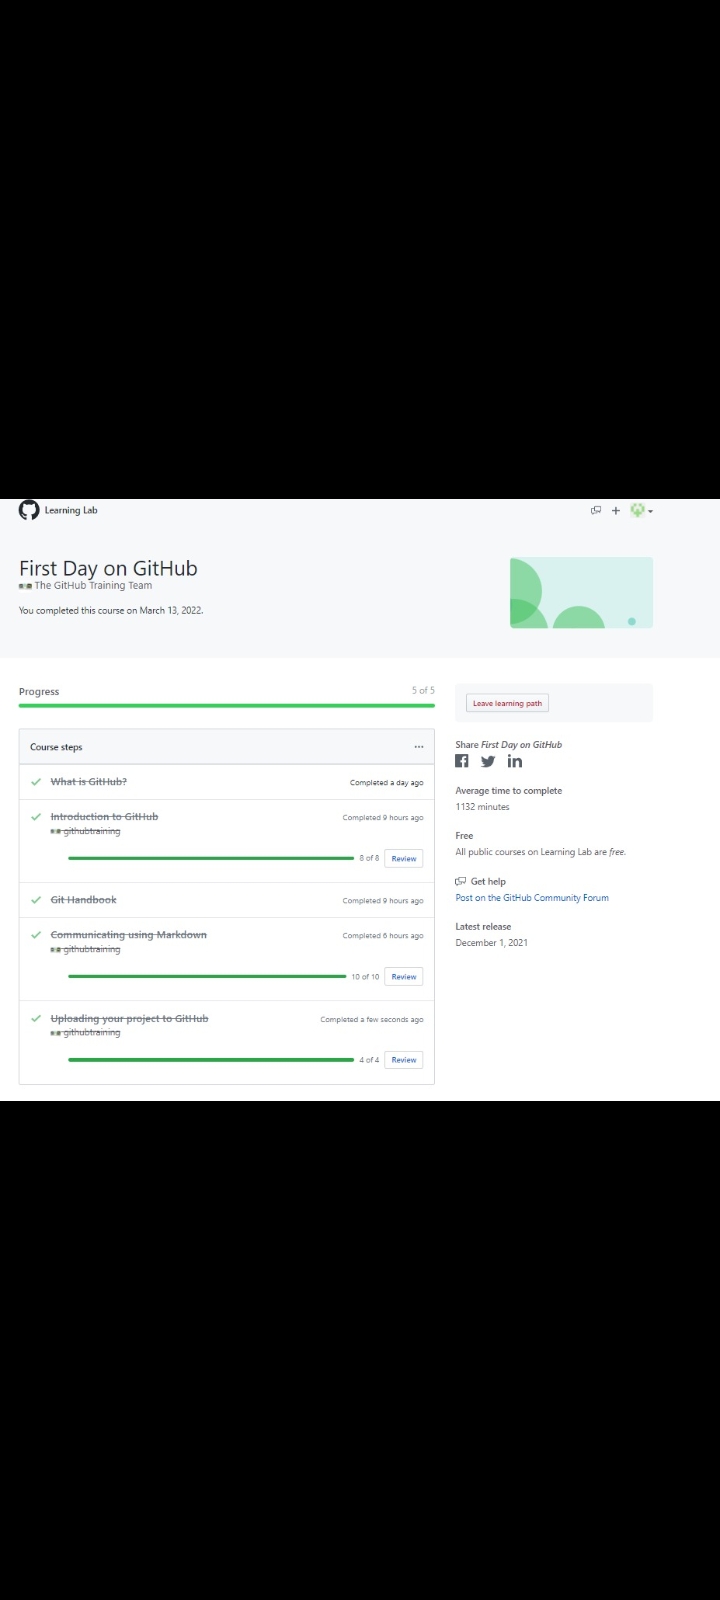 Learning Lab
First Day on GitHub
The GitHub Training Team
You completed this course on March 13, 2022.
Progress
5 of 5
Course steps
What is GitHub?
Completed a day ago
Introduction to GitHub
Completed 9 hours ago
githubtraining
8 of 8
Review
Git Handbook
Completed 9 hours ago
Communicating using Markdown
Completed 6 hours ago
githubtraining
10 of 10
Review
Uploading your project to GitHub
Completed a few seconds ago
githubtraining
4 of 4
Review
Leave learning path
Share First Day on GitHub
Average time to complete
1132 minutes
Free
All public courses on Learning Lab are free.
Get help
Post on the GitHub Community Forum
Latest release
December 1, 2021